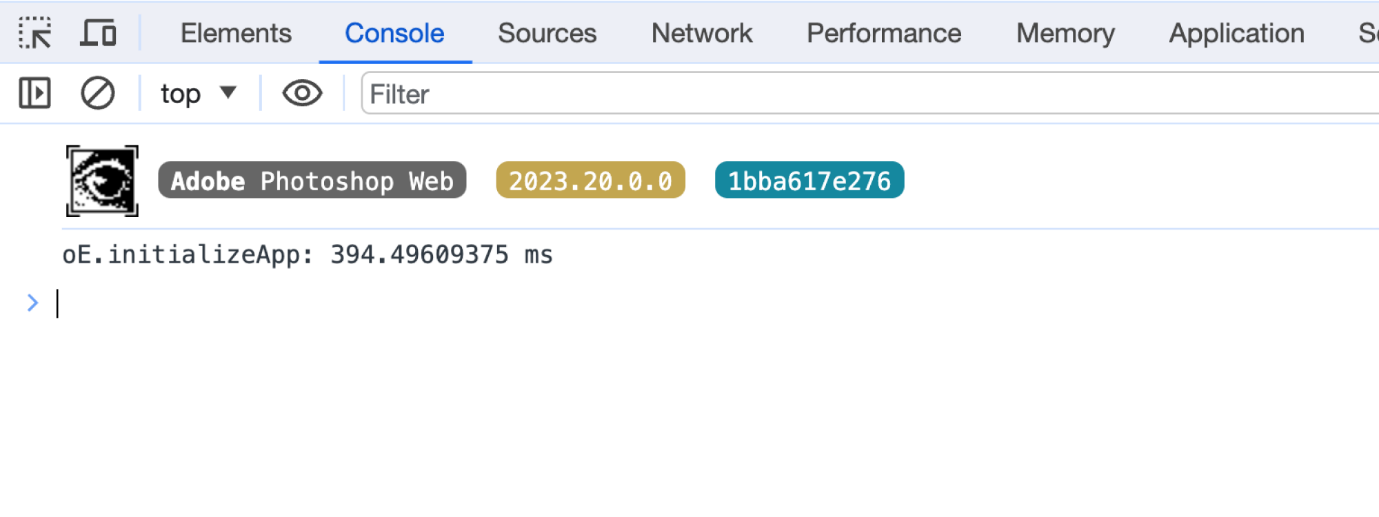 Elements Console Sources Network Performance Memory Application
top Filter
Adobe Photoshop Web 2023.20.0.0 1bba617e276
oE.initializeApp: 394.49609375 ms